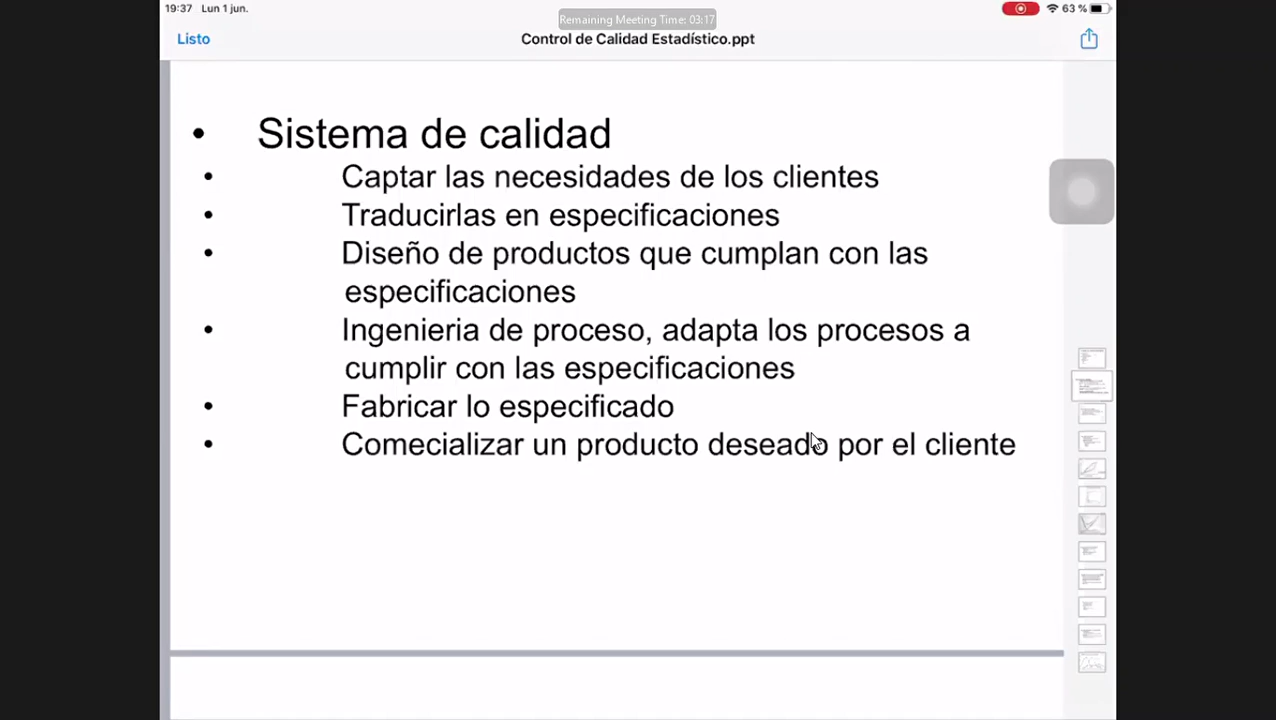 19:37 Lun 1 jun.
Remaining Meeting Time: 03:17
63 %
Listo
Control de Calidad Estadístico.ppt
• Sistema de calidad
• Captar las necesidades de los clientes
• Traducirlas en especificaciones
• Diseño de productos que cumplan con las
especificaciones
• Ingenieria de proceso, adapta los procesos a
cumplir con las especificaciones
• Fabricar lo especificado
• Comecializar un producto deseado por el cliente